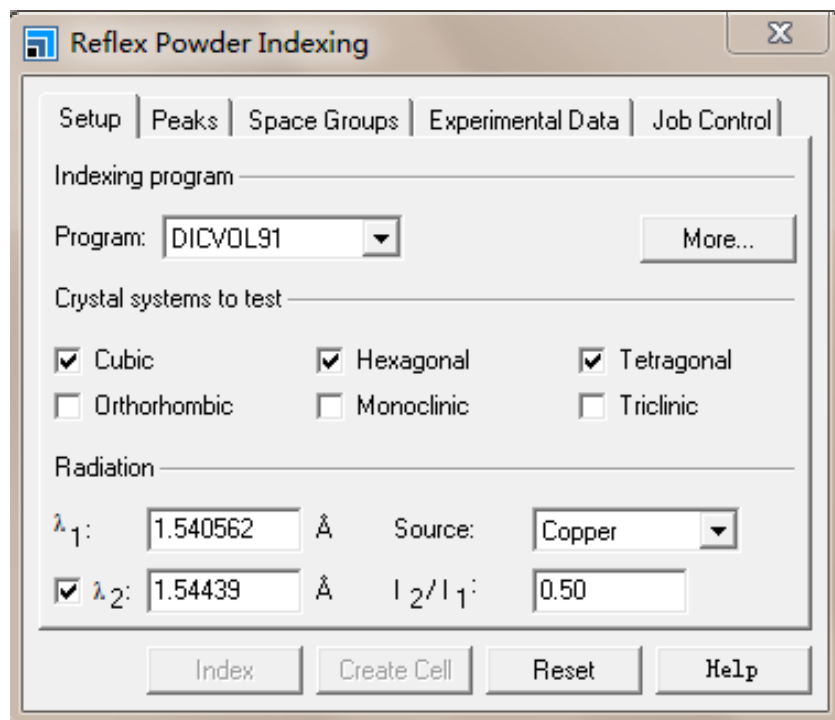 Reflex Powder Indexing
Setup Peaks Space Groups Experimental Data Job Control
Indexing program
Program: DICVOL91 More...
Crystal systems to test
Cubic Hexagonal Tetragonal
Orthorhombic Monoclinic Triclinic
Radiation
λ1: 1.540562 Å Source: Copper
λ2: 1.54439 Å I2/I1: 0.50
Index Create Cell Reset Help